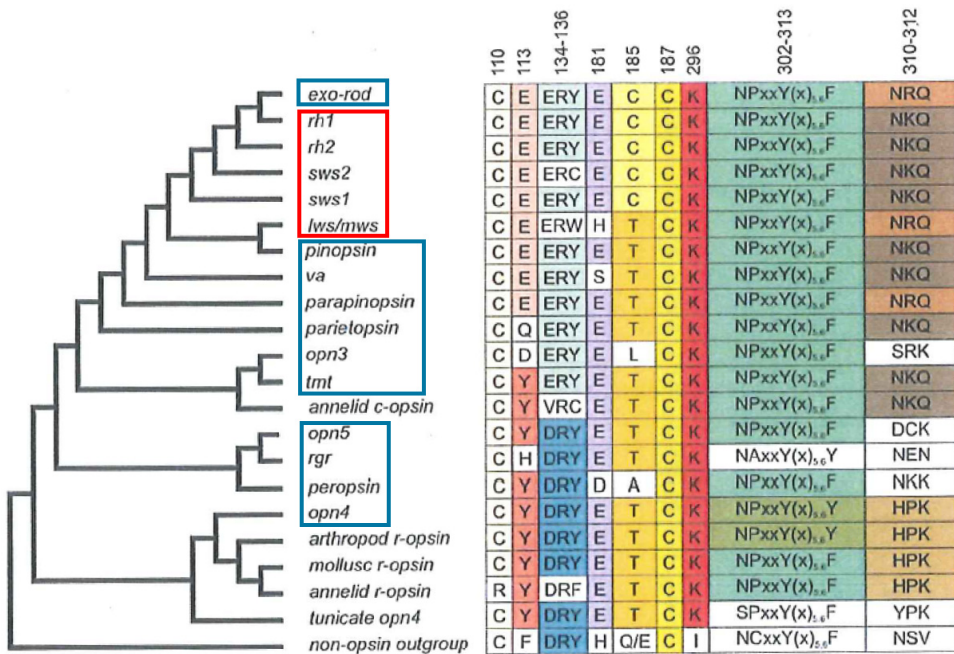 110 113 134-136 181 185 187 296 302-313 310-312
exo-rod C E ERY E C C K NPxxY(x)₅,₆F NRQ
rh1 C E ERY E C C K NPxxY(x)₅,₆F NKQ
rh2 C E ERY E C C K NPxxY(x)₅,₆F NKQ
sws2 C E ERC E C C K NPxxY(x)₅,₆F NKQ
sws1 C E ERY E C C K NPxxY(x)₅,₆F NKQ
lws/mws C E ERW H T C K NPxxY(x)₅,₆F NRQ
pinopsin C E ERY E T C K NPxxY(x)₅,₆F NKQ
va C E ERY S T C K NPxxY(x)₅,₆F NKQ
parapinopsin C E ERY E T C K NPxxY(x)₅,₆F NRQ
parietopsin C Q ERY E T C K NPxxY(x)₅,₆F NKQ
opn3 C D ERY E L C K NPxxY(x)₅,₆F SRK
tmt C Y ERY E T C K NPxxY(x)₅,₆F NKQ
annelid c-opsin C Y VRC E T C K NPxxY(x)₅,₆F NKQ
opn5 C Y DRY E T C K NPxxY(x)₅,₆F DCK
rgr C H DRY E T C K NAxxY(x)₅,₆Y NEN
peropsin C Y DRY D A C K NPxxY(x)₅,₆F NKK
opn4 C Y DRY E T C K NPxxY(x)₅,₆Y HPK
arthropod r-opsin C Y DRY E T C K NPxxY(x)₅,₆Y HPK
mollusc r-opsin C Y DRY E T C K NPxxY(x)₅,₆F HPK
annelid r-opsin R Y DRF E T C K NPxxY(x)₅,₆F HPK
tunicate opn4 C Y DRY E T C K SPxxY(x)₅,₆F YPK
non-opsin outgroup C F DRY H Q/E C I NCxxY(x)₅,₆F NSV